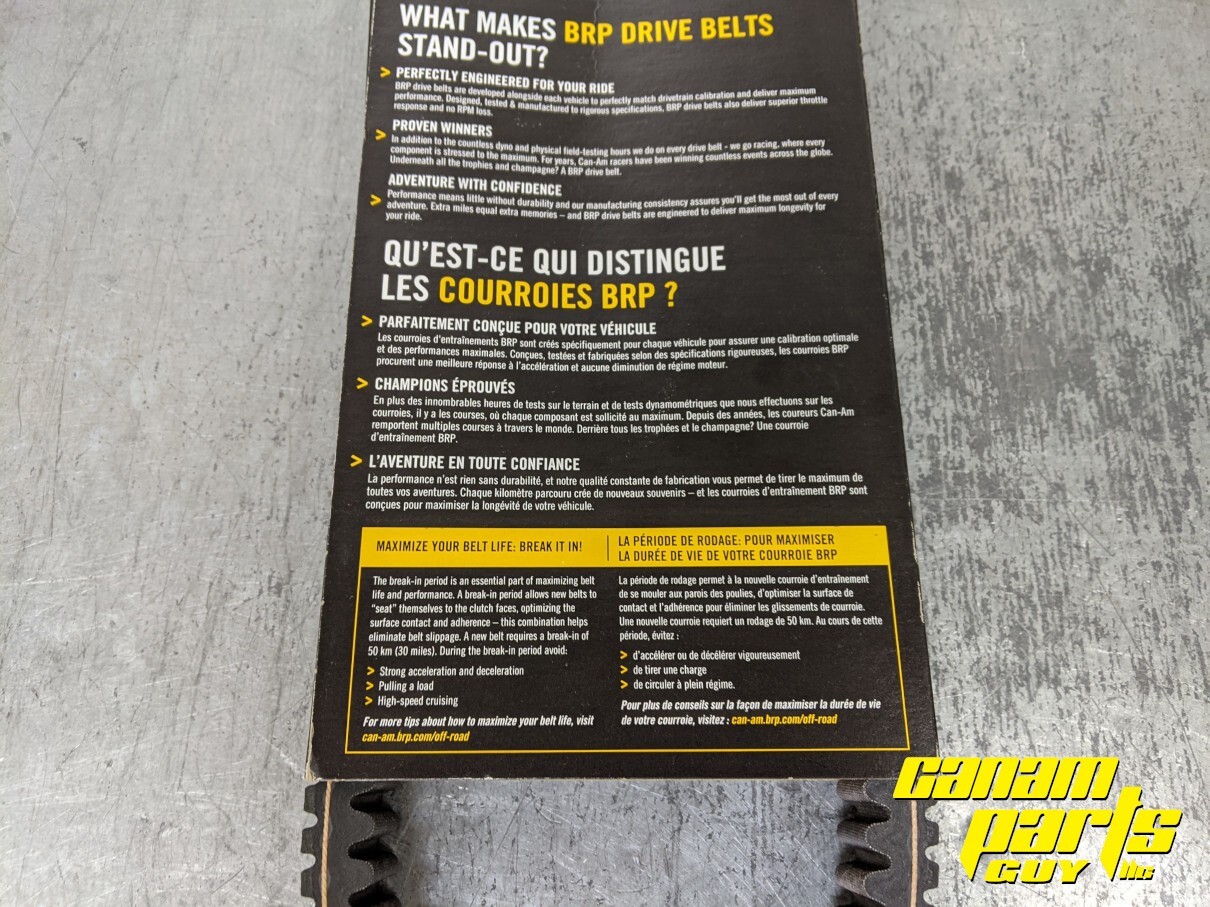 WHAT MAKES BRP DRIVE BELTS
STAND-OUT?
> PERFECTLY ENGINEERED FOR YOUR RIDE
BRP drive belts are developed alongside each vehicle to perfectly match drivetrain calibration and deliver maximum
performance. Designed, tested & manufactured to rigorous specifications, BRP drive belts also deliver superior throttle
response and no RPM loss.
> PROVEN WINNERS
In addition to the countless dyno and physical field-testing hours we do on every drive belt - we go racing, where every
component is stressed to the maximum. For years, Can-Am racers have been winning countless events across the globe.
Underneath all the trophies and champagne? A BRP drive belt.
> ADVENTURE WITH CONFIDENCE
Performance means little without durability and our manufacturing consistency assures you'll get the most out of every
adventure. Extra miles equal extra memories – and BRP drive belts are engineered to deliver maximum longevity for
your ride.
QU'EST-CE QUI DISTINGUE
LES COURROIES BRP ?
> PARFAITEMENT CONÇUE POUR VOTRE VÉHICULE
Les courroies d'entraînements BRP sont créés spécifiquement pour chaque véhicule pour assurer une calibration optimale
et des performances maximales. Conçues, testées et fabriquées selon des spécifications rigoureuses, les courroies BRP
procurent une meilleure réponse à l'accélération et aucune diminution de régime moteur.
> CHAMPIONS ÉPROUVÉS
En plus des innombrables heures de tests sur le terrain et de tests dynamométriques que nous effectuons sur les
courroies, il y a les courses, où chaque composant est sollicité au maximum. Depuis des années, les coureurs Can-Am
remportent multiples courses à travers le monde. Derrière tous les trophées et le champagne? Une courroie
d'entraînement BRP.
> L'AVENTURE EN TOUTE CONFIANCE
La performance n'est rien sans durabilité, et notre qualité constante de fabrication vous permet de tirer le maximum de
toutes vos aventures. Chaque kilomètre parcouru crée de nouveaux souvenirs – et les courroies d'entraînement BRP sont
conçues pour maximiser la longévité de votre véhicule.
MAXIMIZE YOUR BELT LIFE: BREAK IT IN!
The break-in period is an essential part of maximizing belt
life and performance. A break-in period allows new belts to
“seat” themselves to the clutch faces, optimizing the
surface contact and adherence – this combination helps
eliminate belt slippage. A new belt requires a break-in of
50 km (30 miles). During the break-in period avoid:
> Strong acceleration and deceleration
> Pulling a load
> High-speed cruising
For more tips about how to maximize your belt life, visit
can-am.brp.com/off-road
LA PÉRIODE DE RODAGE: POUR MAXIMISER
LA DURÉE DE VIE DE VOTRE COURROIE BRP
La période de rodage permet à la nouvelle courroie d'entraînement
de se mouler aux parois des poulies, d'optimiser la surface de
contact et l'adhérence pour éliminer les glissements de courroie.
Une nouvelle courroie requiert un rodage de 50 km. Au cours de cette
période, évitez :
> d'accélérer ou de décélérer vigoureusement
> de tirer une charge
> de circuler à plein régime.
Pour plus de conseils sur la façon de maximiser la durée de vie
de votre courroie, visitez : can-am.brp.com/off-road
canam
parts
GUY llc